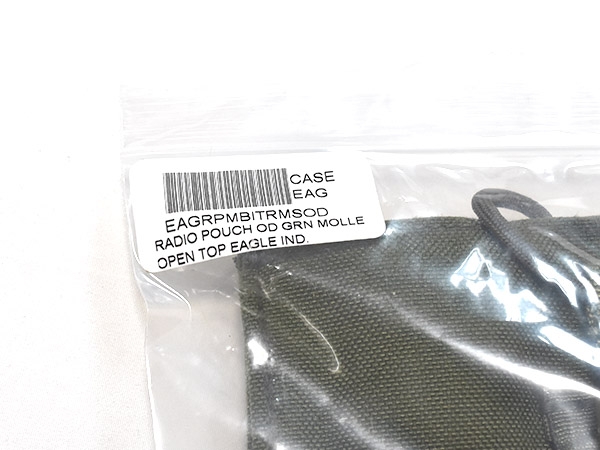 CASE
EAG
EAGRPMBITRMSOD
RADIO POUCH OD GRN MOLLE
OPEN TOP EAGLE IND.